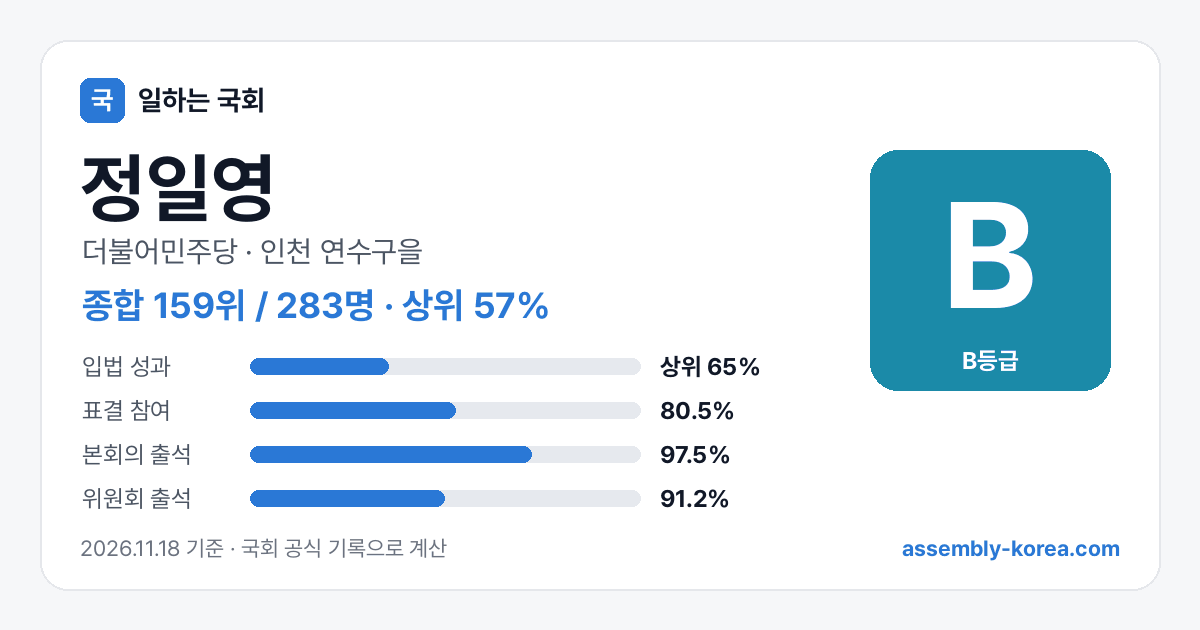 국 일하는 국회
정일영
더불어민주당 · 인천 연수구을
종합 159위 / 283명 · 상위 57%
입법 성과 상위 65%
표결 참여 80.5%
본회의 출석 97.5%
위원회 출석 91.2%
B
B등급
2026.11.18 기준 · 국회 공식 기록으로 계산
assembly-korea.com